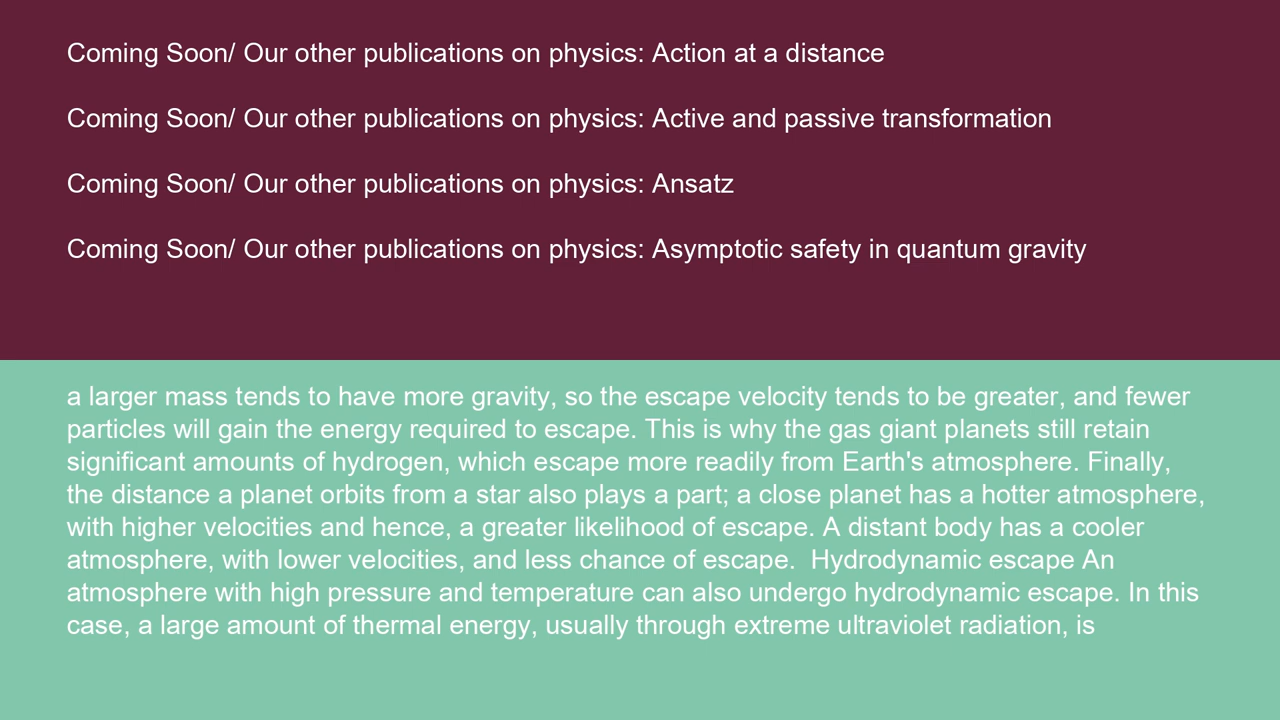 Coming Soon/ Our other publications on physics: Action at a distance
Coming Soon/ Our other publications on physics: Active and passive transformation
Coming Soon/ Our other publications on physics: Ansatz
Coming Soon/ Our other publications on physics: Asymptotic safety in quantum gravity
a larger mass tends to have more gravity, so the escape velocity tends to be greater, and fewer
particles will gain the energy required to escape. This is why the gas giant planets still retain
significant amounts of hydrogen, which escape more readily from Earth's atmosphere. Finally,
the distance a planet orbits from a star also plays a part; a close planet has a hotter atmosphere,
with higher velocities and hence, a greater likelihood of escape. A distant body has a cooler
atmosphere, with lower velocities, and less chance of escape.  Hydrodynamic escape An
atmosphere with high pressure and temperature can also undergo hydrodynamic escape. In this
case, a large amount of thermal energy, usually through extreme ultraviolet radiation, is